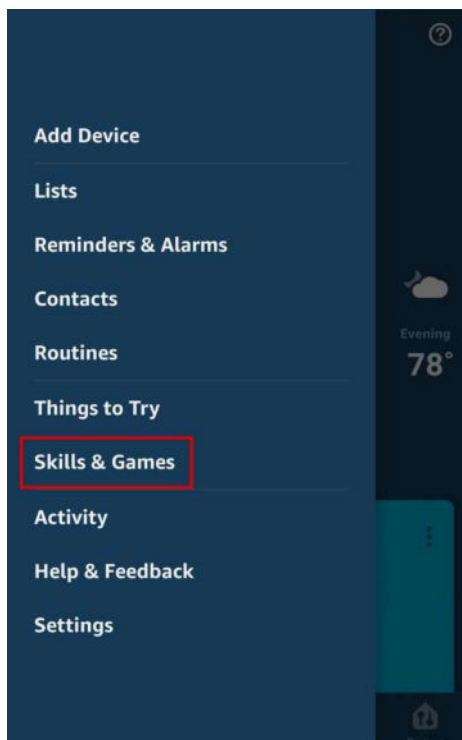 Add Device
Lists
Reminders & Alarms
Contacts
Routines
Things to Try
Skills & Games
Activity
Help & Feedback
Settings
Evening
78°